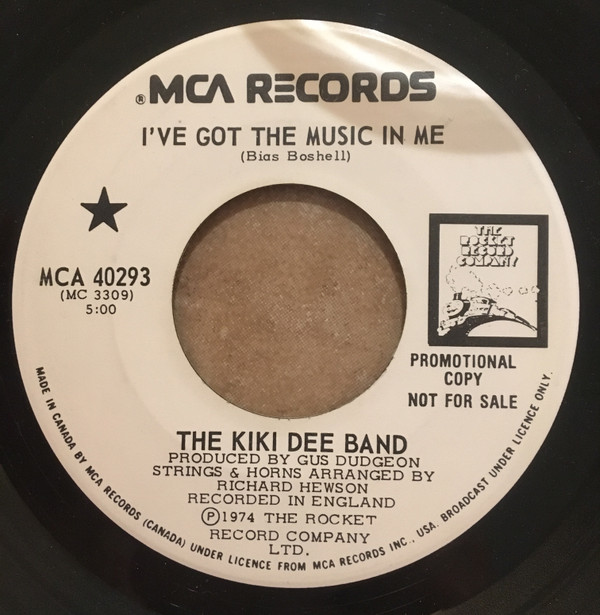 ® MCA RECORDS
I'VE GOT THE MUSIC IN ME
(Bias Boshell)
★
MCA 40293
(MC 3309)
5:00
THE
ROCKET
RECORD
COMPANY
PROMOTIONAL
COPY
NOT FOR SALE
THE KIKI DEE BAND
PRODUCED BY GUS DUDGEON
STRINGS & HORNS ARRANGED BY
RICHARD HEWSON
RECORDED IN ENGLAND
Ⓟ1974 THE ROCKET
RECORD COMPANY
LTD.
MADE IN CANADA BY MCA RECORDS (CANADA) UNDER LICENCE FROM MCA RECORDS INC., USA. BROADCAST UNDER LICENCE ONLY.